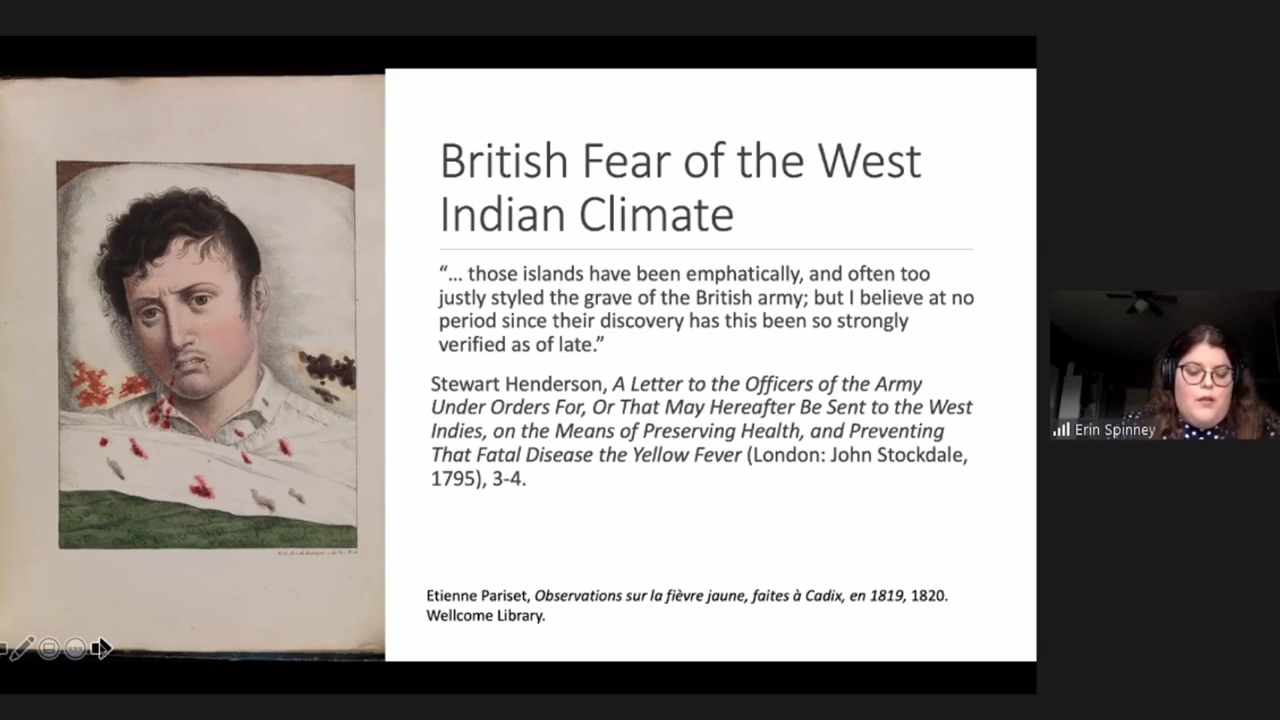 British Fear of the West
Indian Climate
“... those islands have been emphatically, and often too
justly styled the grave of the British army; but I believe at no
period since their discovery has this been so strongly
verified as of late.”
Stewart Henderson, A Letter to the Officers of the Army
Under Orders For, Or That May Hereafter Be Sent to the West
Indies, on the Means of Preserving Health, and Preventing
That Fatal Disease the Yellow Fever (London: John Stockdale,
1795), 3-4.
Etienne Pariset, Observations sur la fièvre jaune, faites à Cadix, en 1819, 1820.
Wellcome Library.
Erin Spinney